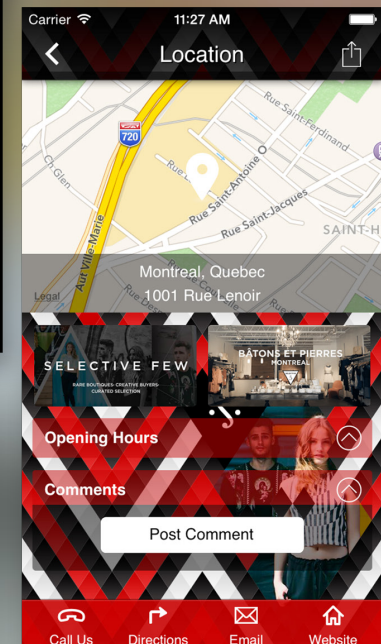 Carrier 11:27 AM
Location
720
Rue Saint-Ferdinand
Ch Glen
Rue Saint-Antoine O
Rue Saint-Jacques
Aut Ville-Marie
SAINT-H
Montreal, Quebec
Legal
1001 Rue Lenoir
SELECTIVE FEW
RARE BOUTIQUES· CREATIVE BUYERS·
CURATED SELECTION
BÂTONS ET PIERRES
MONTREAL
Opening Hours
Comments
Post Comment
Call Us Directions Email Website